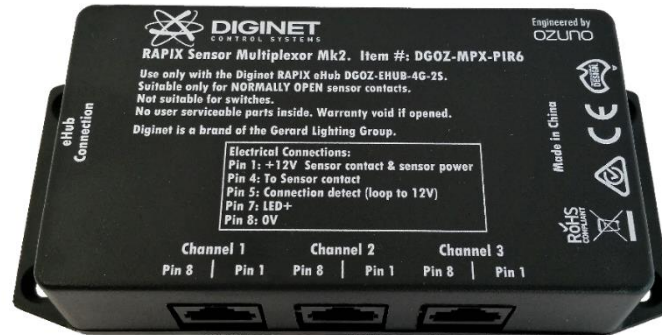 DIGINET
CONTROL SYSTEMS
Engineered by
OZUNO
RAPIX Sensor Multiplexor Mk2. Item #: DGOZ-MPX-PIR6
Use only with the Diginet RAPIX eHub DGOZ-EHUB-4G-2S.
Suitable only for NORMALLY OPEN sensor contacts.
Not suitable for switches.
No user serviceable parts inside. Warranty void if opened.
Diginet is a brand of the Gerard Lighting Group.
eHub
Connection
Electrical Connections:
Pin 1: +12V Sensor contact & sensor power
Pin 4: To Sensor contact
Pin 5: Connection detect (loop to 12V)
Pin 7: LED+
Pin 8: 0V
Made in China
DESIGN
CE
RoHS
COMPLIANT
Channel 1 Channel 2 Channel 3
Pin 8 | Pin 1 Pin 8 | Pin 1 Pin 8 | Pin 1